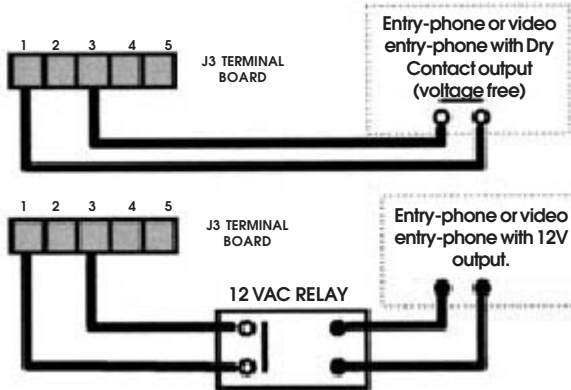 1 2 3 4 5
J3 TERMINAL
BOARD
Entry-phone or video
entry-phone with Dry
Contact output
(voltage free)
1 2 3 4 5
J3 TERMINAL
BOARD
Entry-phone or video
entry-phone with 12V
output.
12 VAC RELAY